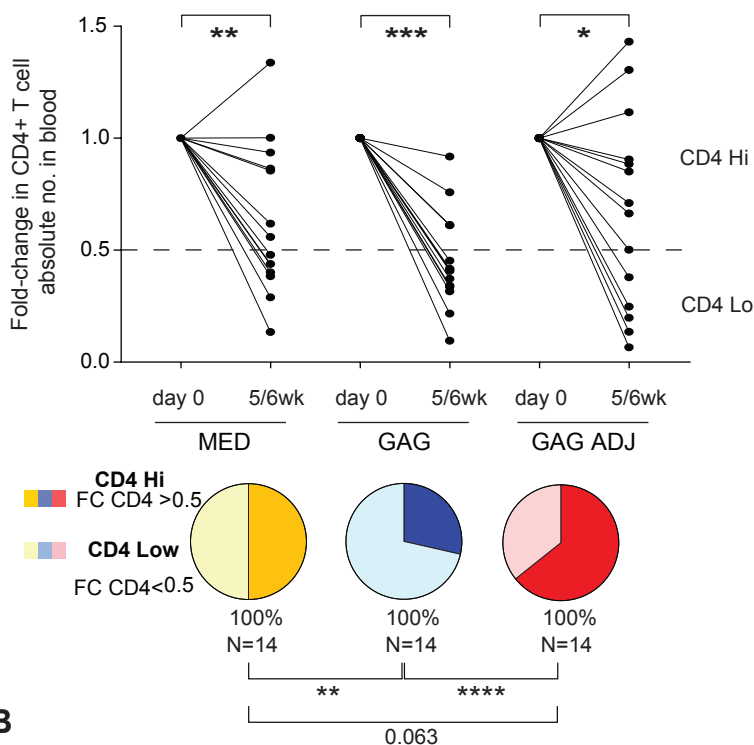 ** *** *
1.5
1.0
0.5
0.0
Fold-change in CD4+ T cell
absolute no. in blood
CD4 Hi
CD4 Lo
day 0 5/6wk day 0 5/6wk day 0 5/6wk
MED GAG GAG ADJ
CD4 Hi
FC CD4 >0.5
CD4 Low
FC CD4<0.5
100% 100% 100%
N=14 N=14 N=14
** ****
0.063